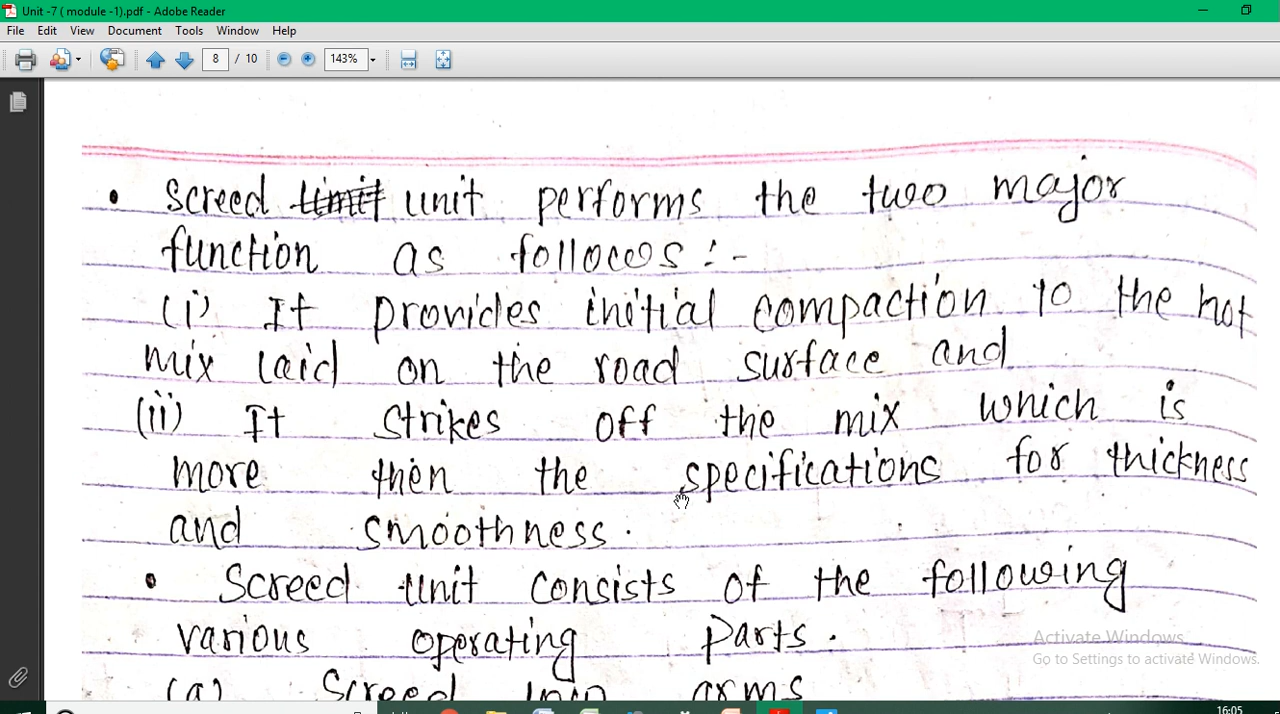 Unit -7 ( module -1).pdf - Adobe Reader
File Edit View Document Tools Window Help
8 / 10 143%
• Screed limit unit performs the two major
function as follows :-
(i) It provides initial compaction to the hot
mix laid on the road surface and
(ii) It strikes off the mix which is
more then the specifications for thickness
and smoothness.
• Screed unit consists of the following
various operating parts.
(a) Screed arms
Activate Windows
Go to Settings to activate Windows.
16:05